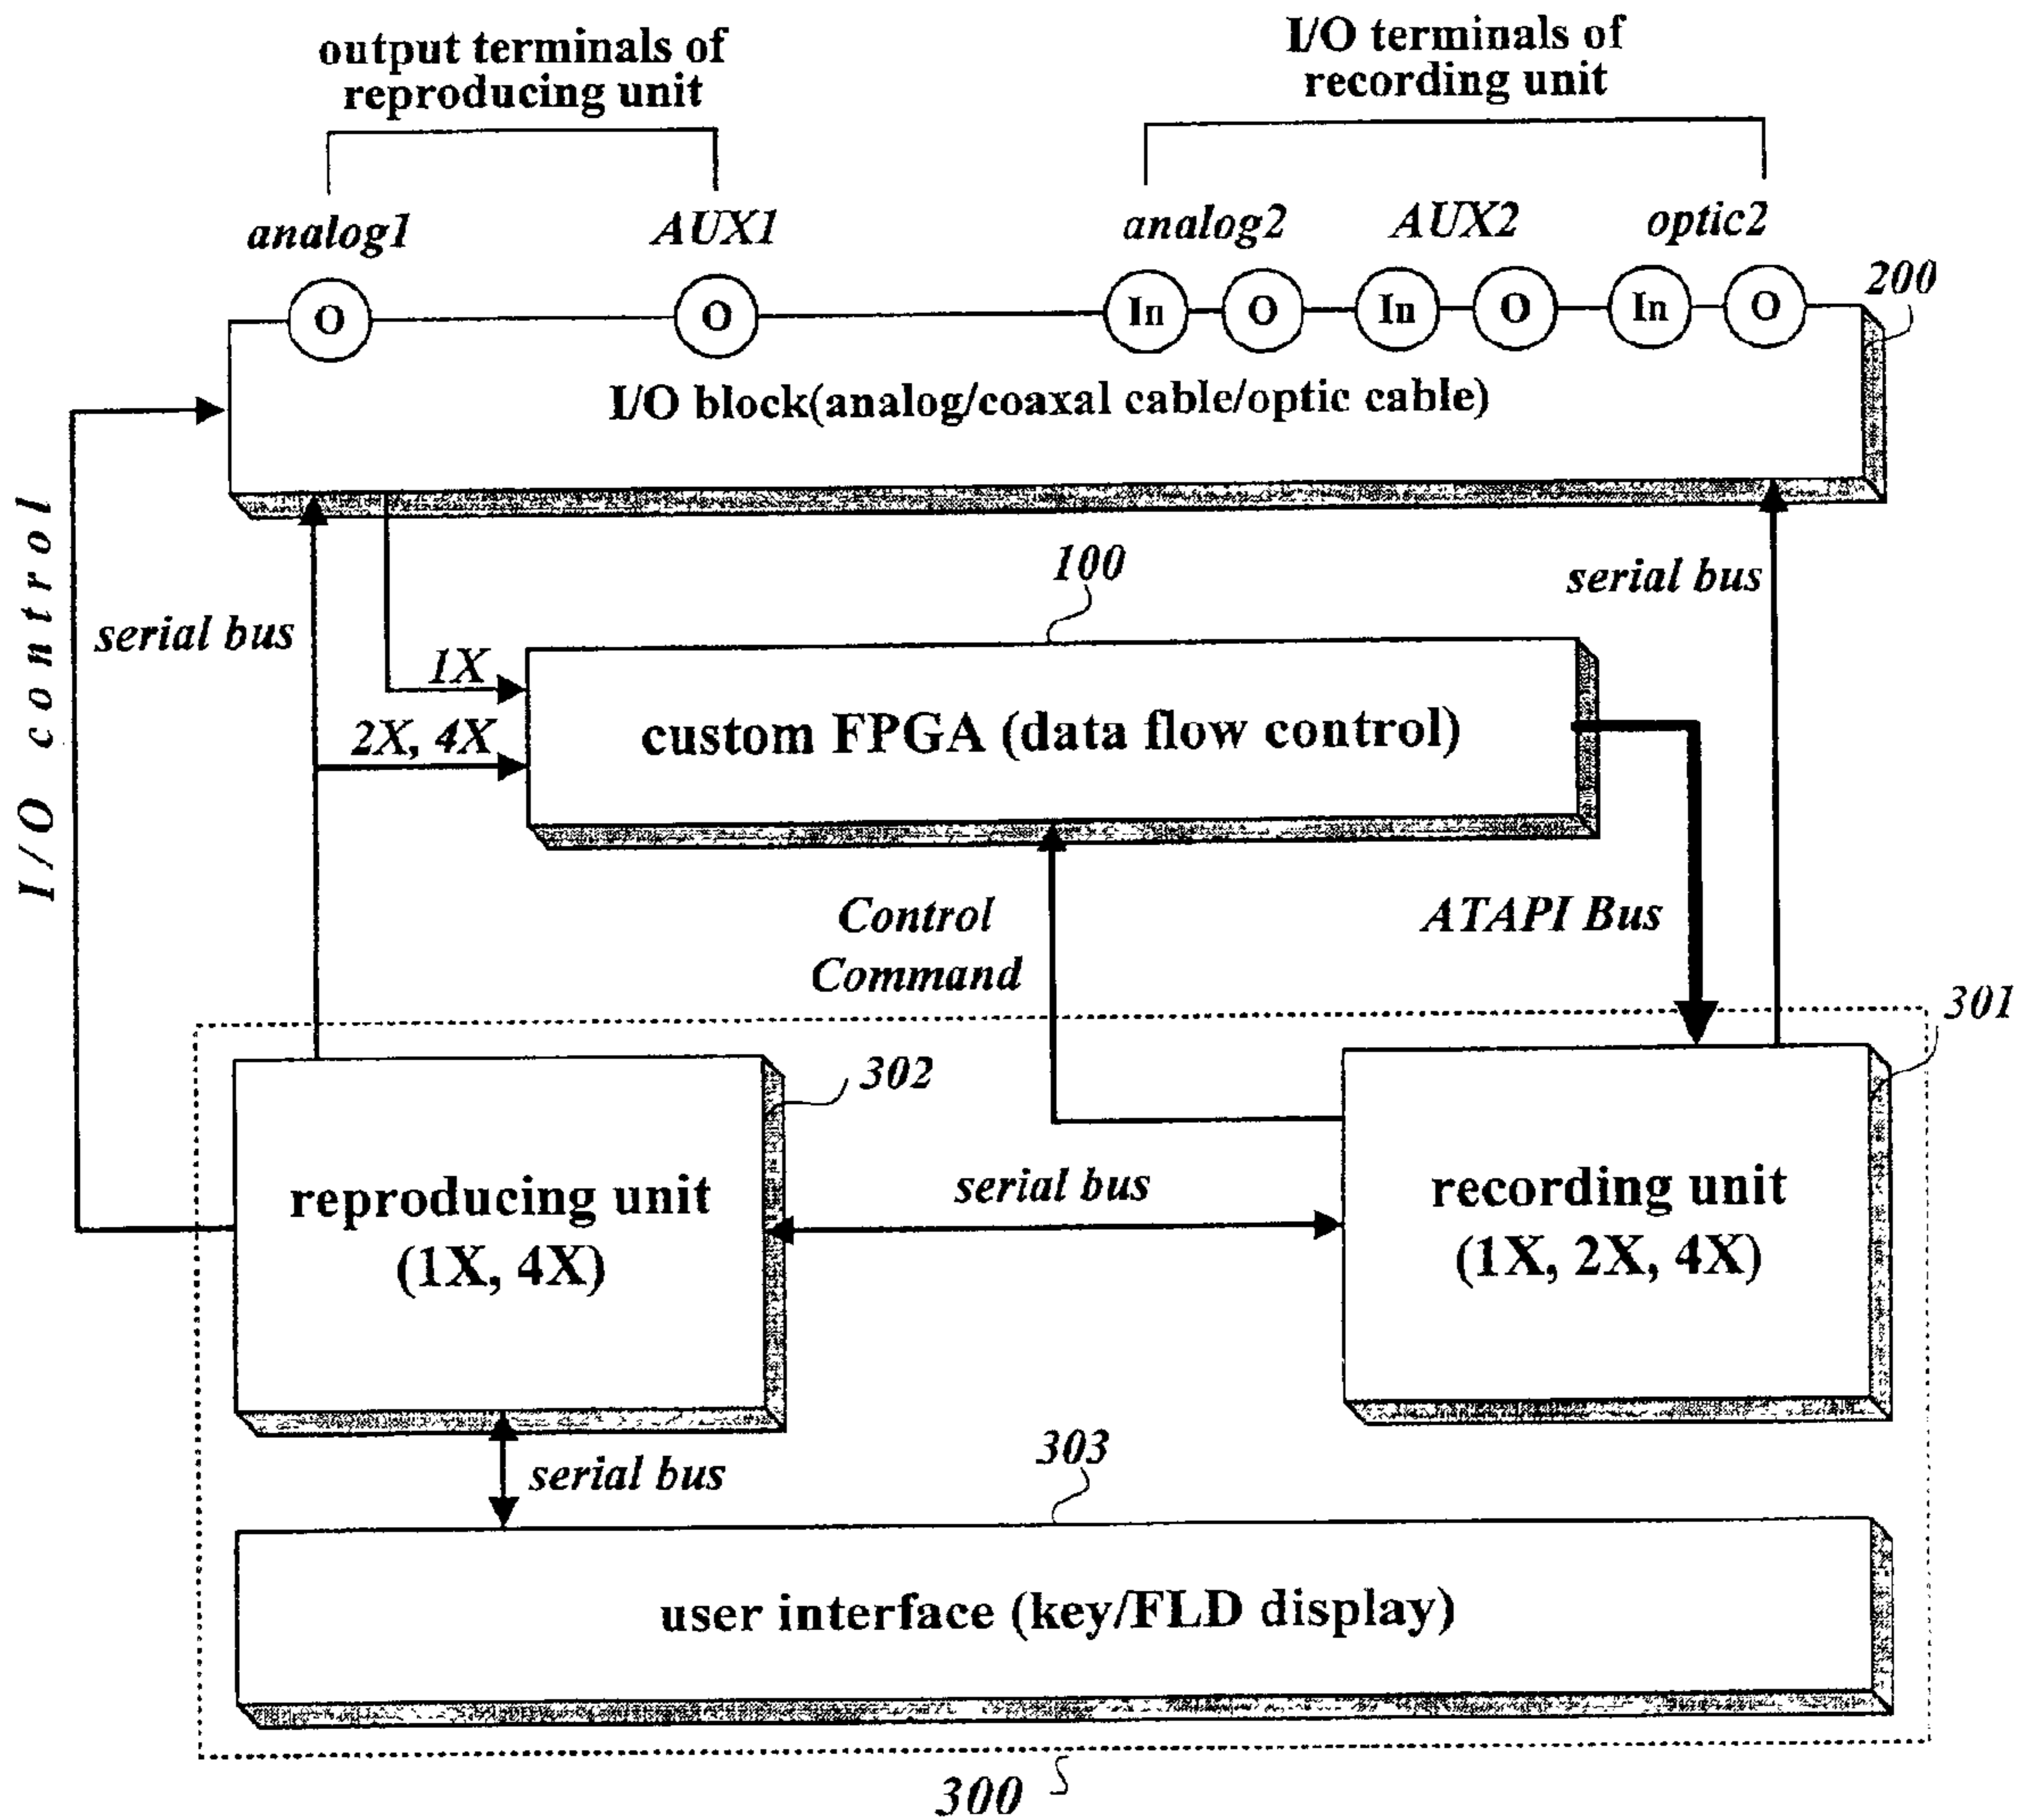 output terminals of
reproducing unit
I/O terminals of
recording unit
analog1
AUX1
analog2
AUX2
optic2
200
O
O
In
O
In
O
In
O
I/O block(analog/coaxal cable/optic cable)
I/O control
serial bus
100
serial bus
1X
2X, 4X
custom FPGA (data flow control)
Control
Command
ATAPI Bus
301
302
reproducing unit
(1X, 4X)
serial bus
recording unit
(1X, 2X, 4X)
serial bus
303
user interface (key/FLD display)
300